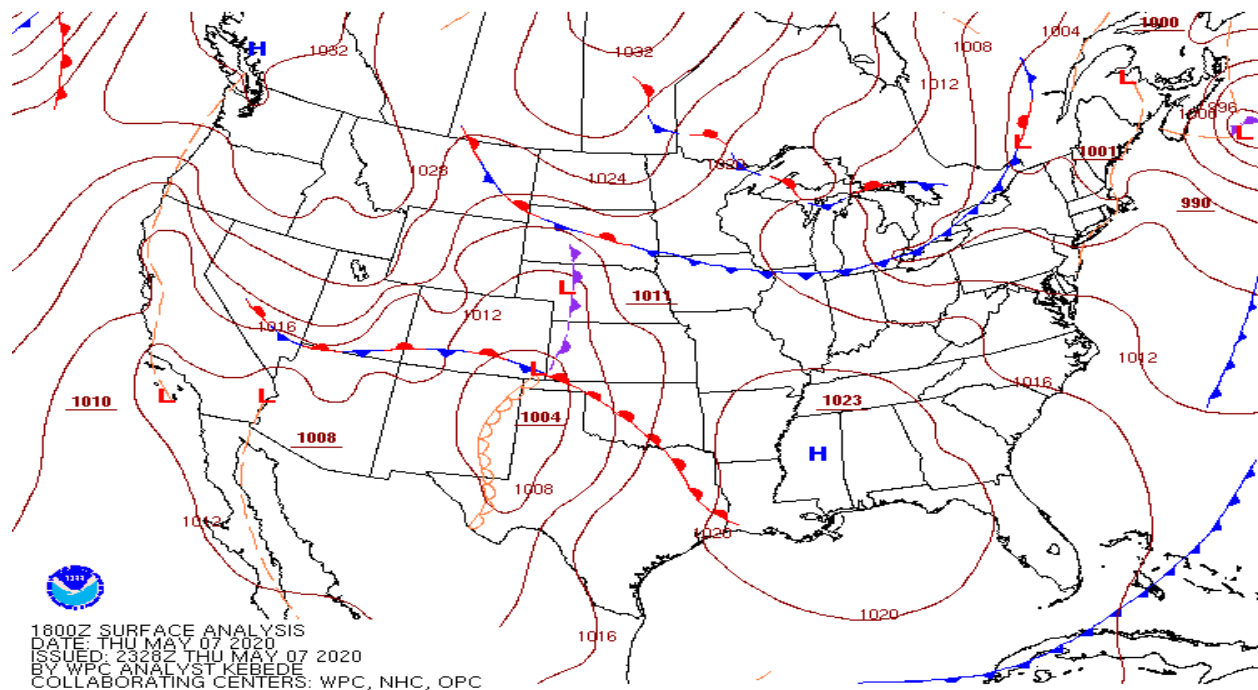 1000
1004
1008
1032
1032
H
L
1012
996
1008
L
L
1001
1020
1028
1024
990
L
1011
1012
1016
1012
L
1016
L
L
1010
1004
1023
1008
H
1008
1012
1020
1020
1016
1800Z SURFACE ANALYSIS
DATE: THU MAY 07 2020
ISSUED: 2328Z THU MAY 07 2020
BY WPC ANALYST KEBEDE
COLLABORATING CENTERS: WPC, NHC, OPC